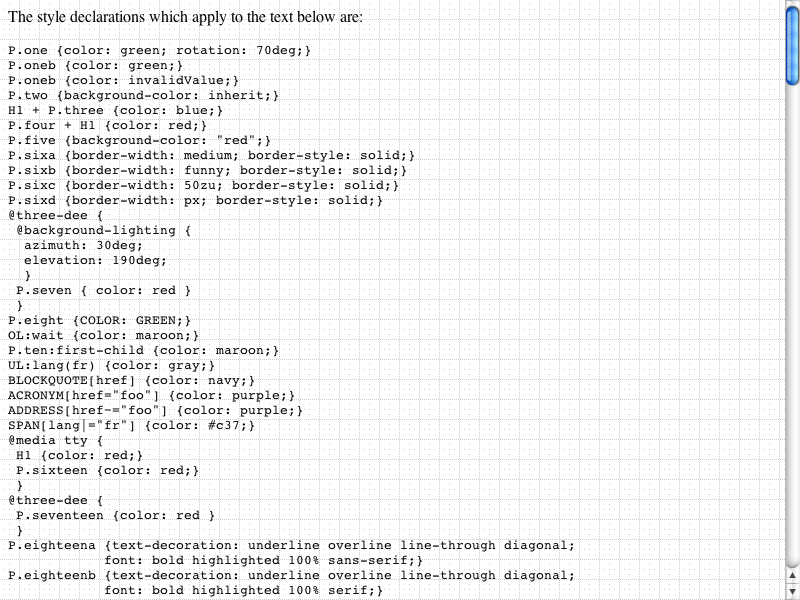 The style declarations which apply to the text below are:
P.one {color: green; rotation: 70deg;}
P.oneb {color: green;}
P.oneb {color: invalidValue;}
P.two {background-color: inherit;}
H1 + P.three {color: blue;}
P.four + H1 {color: red;}
P.five {background-color: "red";}
P.sixa {border-width: medium; border-style: solid;}
P.sixb {border-width: funny; border-style: solid;}
P.sixc {border-width: 50zu; border-style: solid;}
P.sixd {border-width: px; border-style: solid;}
@three-dee {
 @background-lighting {
  azimuth: 30deg;
  elevation: 190deg;
  }
 P.seven { color: red }
 }
P.eight {COLOR: GREEN;}
OL:wait {color: maroon;}
P.ten:first-child {color: maroon;}
UL:lang(fr) {color: gray;}
BLOCKQUOTE[href] {color: navy;}
ACRONYM[href="foo"] {color: purple;}
ADDRESS[href~="foo"] {color: purple;}
SPAN[lang|="fr"] {color: #c37;}
@media tty {
 H1 {color: red;}
 P.sixteen {color: red;}
 }
@three-dee {
 P.seventeen {color: red }
 }
P.eighteena {text-decoration: underline overline line-through diagonal;
            font: bold highlighted 100% sans-serif;}
P.eighteenb {text-decoration: underline overline line-through diagonal;
            font: bold highlighted 100% serif;}